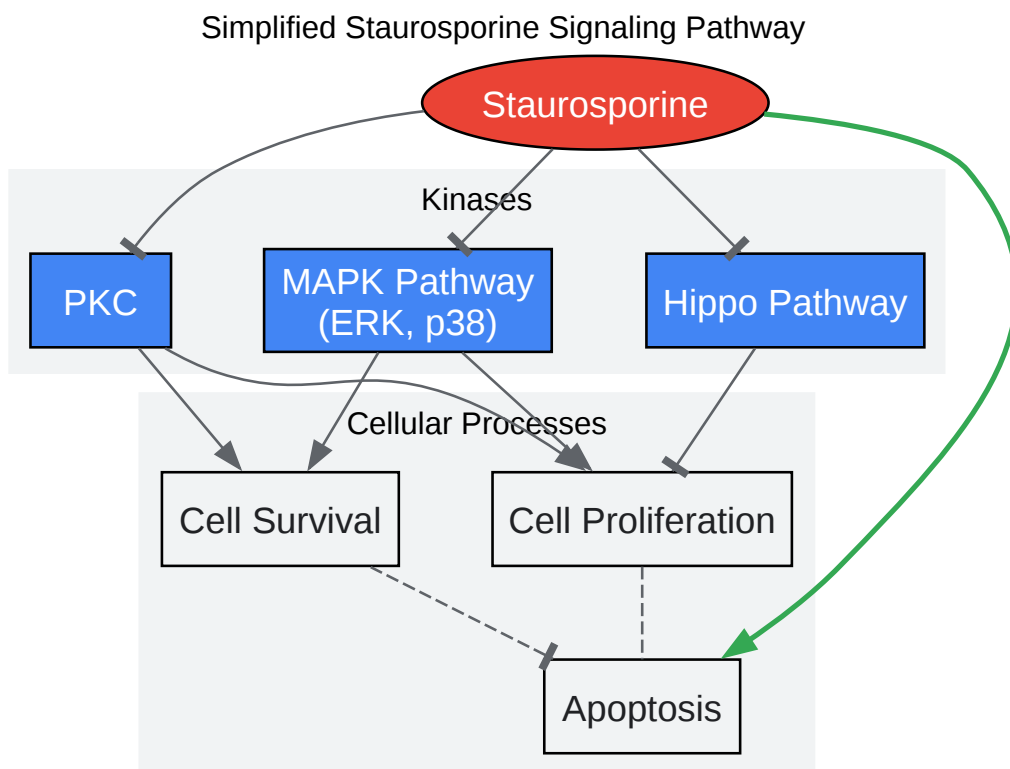 Simplified Staurosporine Signaling Pathway
Staurosporine
Kinases
PKC
MAPK Pathway
(ERK, p38)
Hippo Pathway
Cellular Processes
Cell Survival
Cell Proliferation
Apoptosis